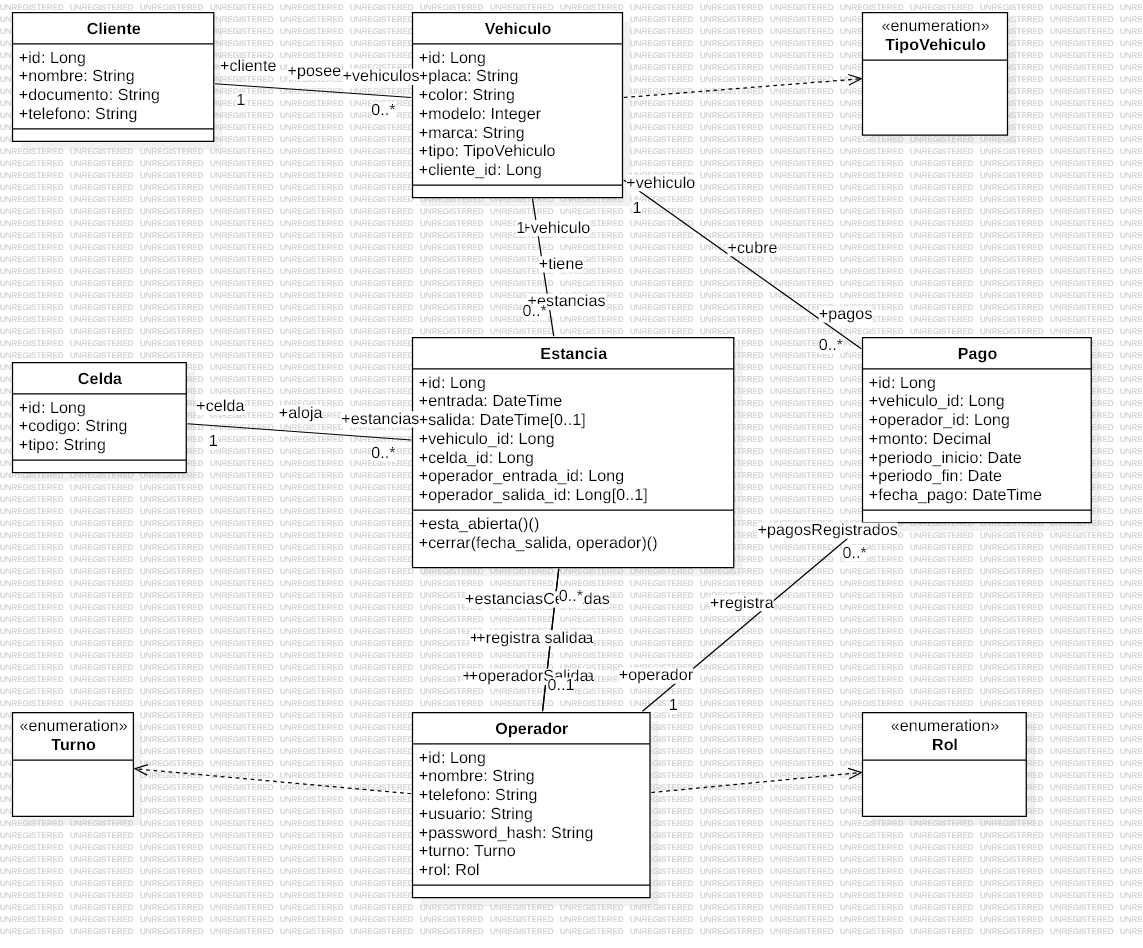 Cliente
+id: Long
+nombre: String
+documento: String
+telefono: String
+cliente
+posee
+vehiculos
1
0..*
Vehiculo
+id: Long
+placa: String
+color: String
+modelo: Integer
+marca: String
+tipo: TipoVehiculo
+cliente_id: Long
«enumeration»
TipoVehiculo
+vehiculo
1
+cubre
+pagos
0..*
1
+vehiculo
+tiene
+estancias
0..*
Celda
+id: Long
+codigo: String
+tipo: String
+celda
+aloja
+estancias
1
0..*
Estancia
+id: Long
+entrada: DateTime
+salida: DateTime[0..1]
+vehiculo_id: Long
+celda_id: Long
+operador_entrada_id: Long
+operador_salida_id: Long[0..1]
+esta_abierta()()
+cerrar(fecha_salida, operador)()
Pago
+id: Long
+vehiculo_id: Long
+operador_id: Long
+monto: Decimal
+periodo_inicio: Date
+periodo_fin: Date
+fecha_pago: DateTime
+pagosRegistrados
0..*
+registra
+operador
1
0..*
+registra salida
+operadorSalida
0..1
«enumeration»
Turno
Operador
+id: Long
+nombre: String
+telefono: String
+usuario: String
+password_hash: String
+turno: Turno
+rol: Rol
«enumeration»
Rol
UNREGISTERED